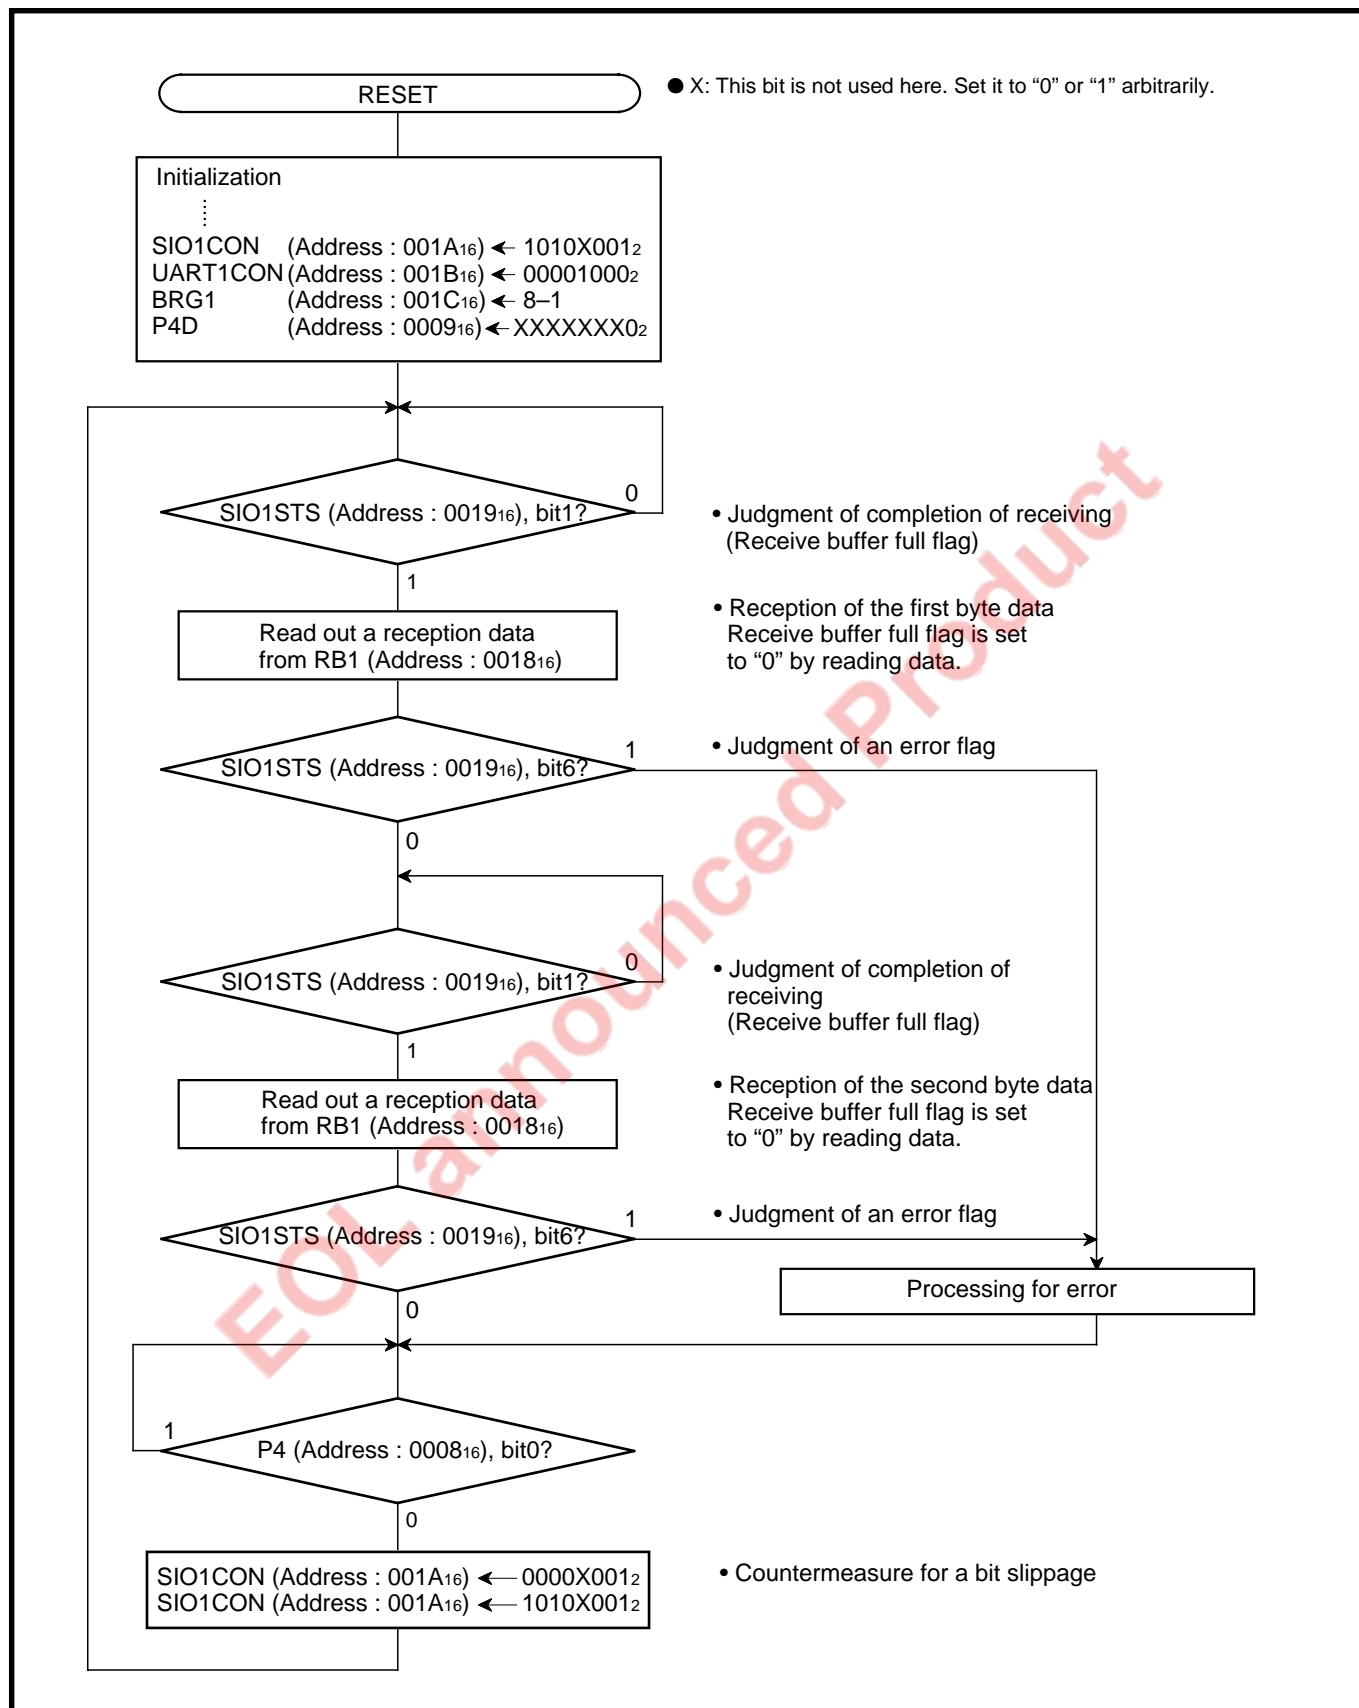 RESET
● X: This bit is not used here. Set it to “0” or “1” arbitrarily.
Initialization
SIO1CON (Address : 001A16) ← 1010X0012
UART1CON (Address : 001B16) ← 000010002
BRG1 (Address : 001C16) ← 8–1
P4D (Address : 000916) ← XXXXXXX02
0
SIO1STS (Address : 001916), bit1?
• Judgment of completion of receiving
(Receive buffer full flag)
1
Read out a reception data
from RB1 (Address : 001816)
• Reception of the first byte data
Receive buffer full flag is set
to “0” by reading data.
1
SIO1STS (Address : 001916), bit6?
• Judgment of an error flag
0
0
SIO1STS (Address : 001916), bit1?
• Judgment of completion of
receiving
(Receive buffer full flag)
1
Read out a reception data
from RB1 (Address : 001816)
• Reception of the second byte data
Receive buffer full flag is set
to “0” by reading data.
1
SIO1STS (Address : 001916), bit6?
• Judgment of an error flag
Processing for error
0
1
P4 (Address : 000816), bit0?
0
SIO1CON (Address : 001A16) ← 0000X0012
SIO1CON (Address : 001A16) ← 1010X0012
• Countermeasure for a bit slippage
EOL announced Product